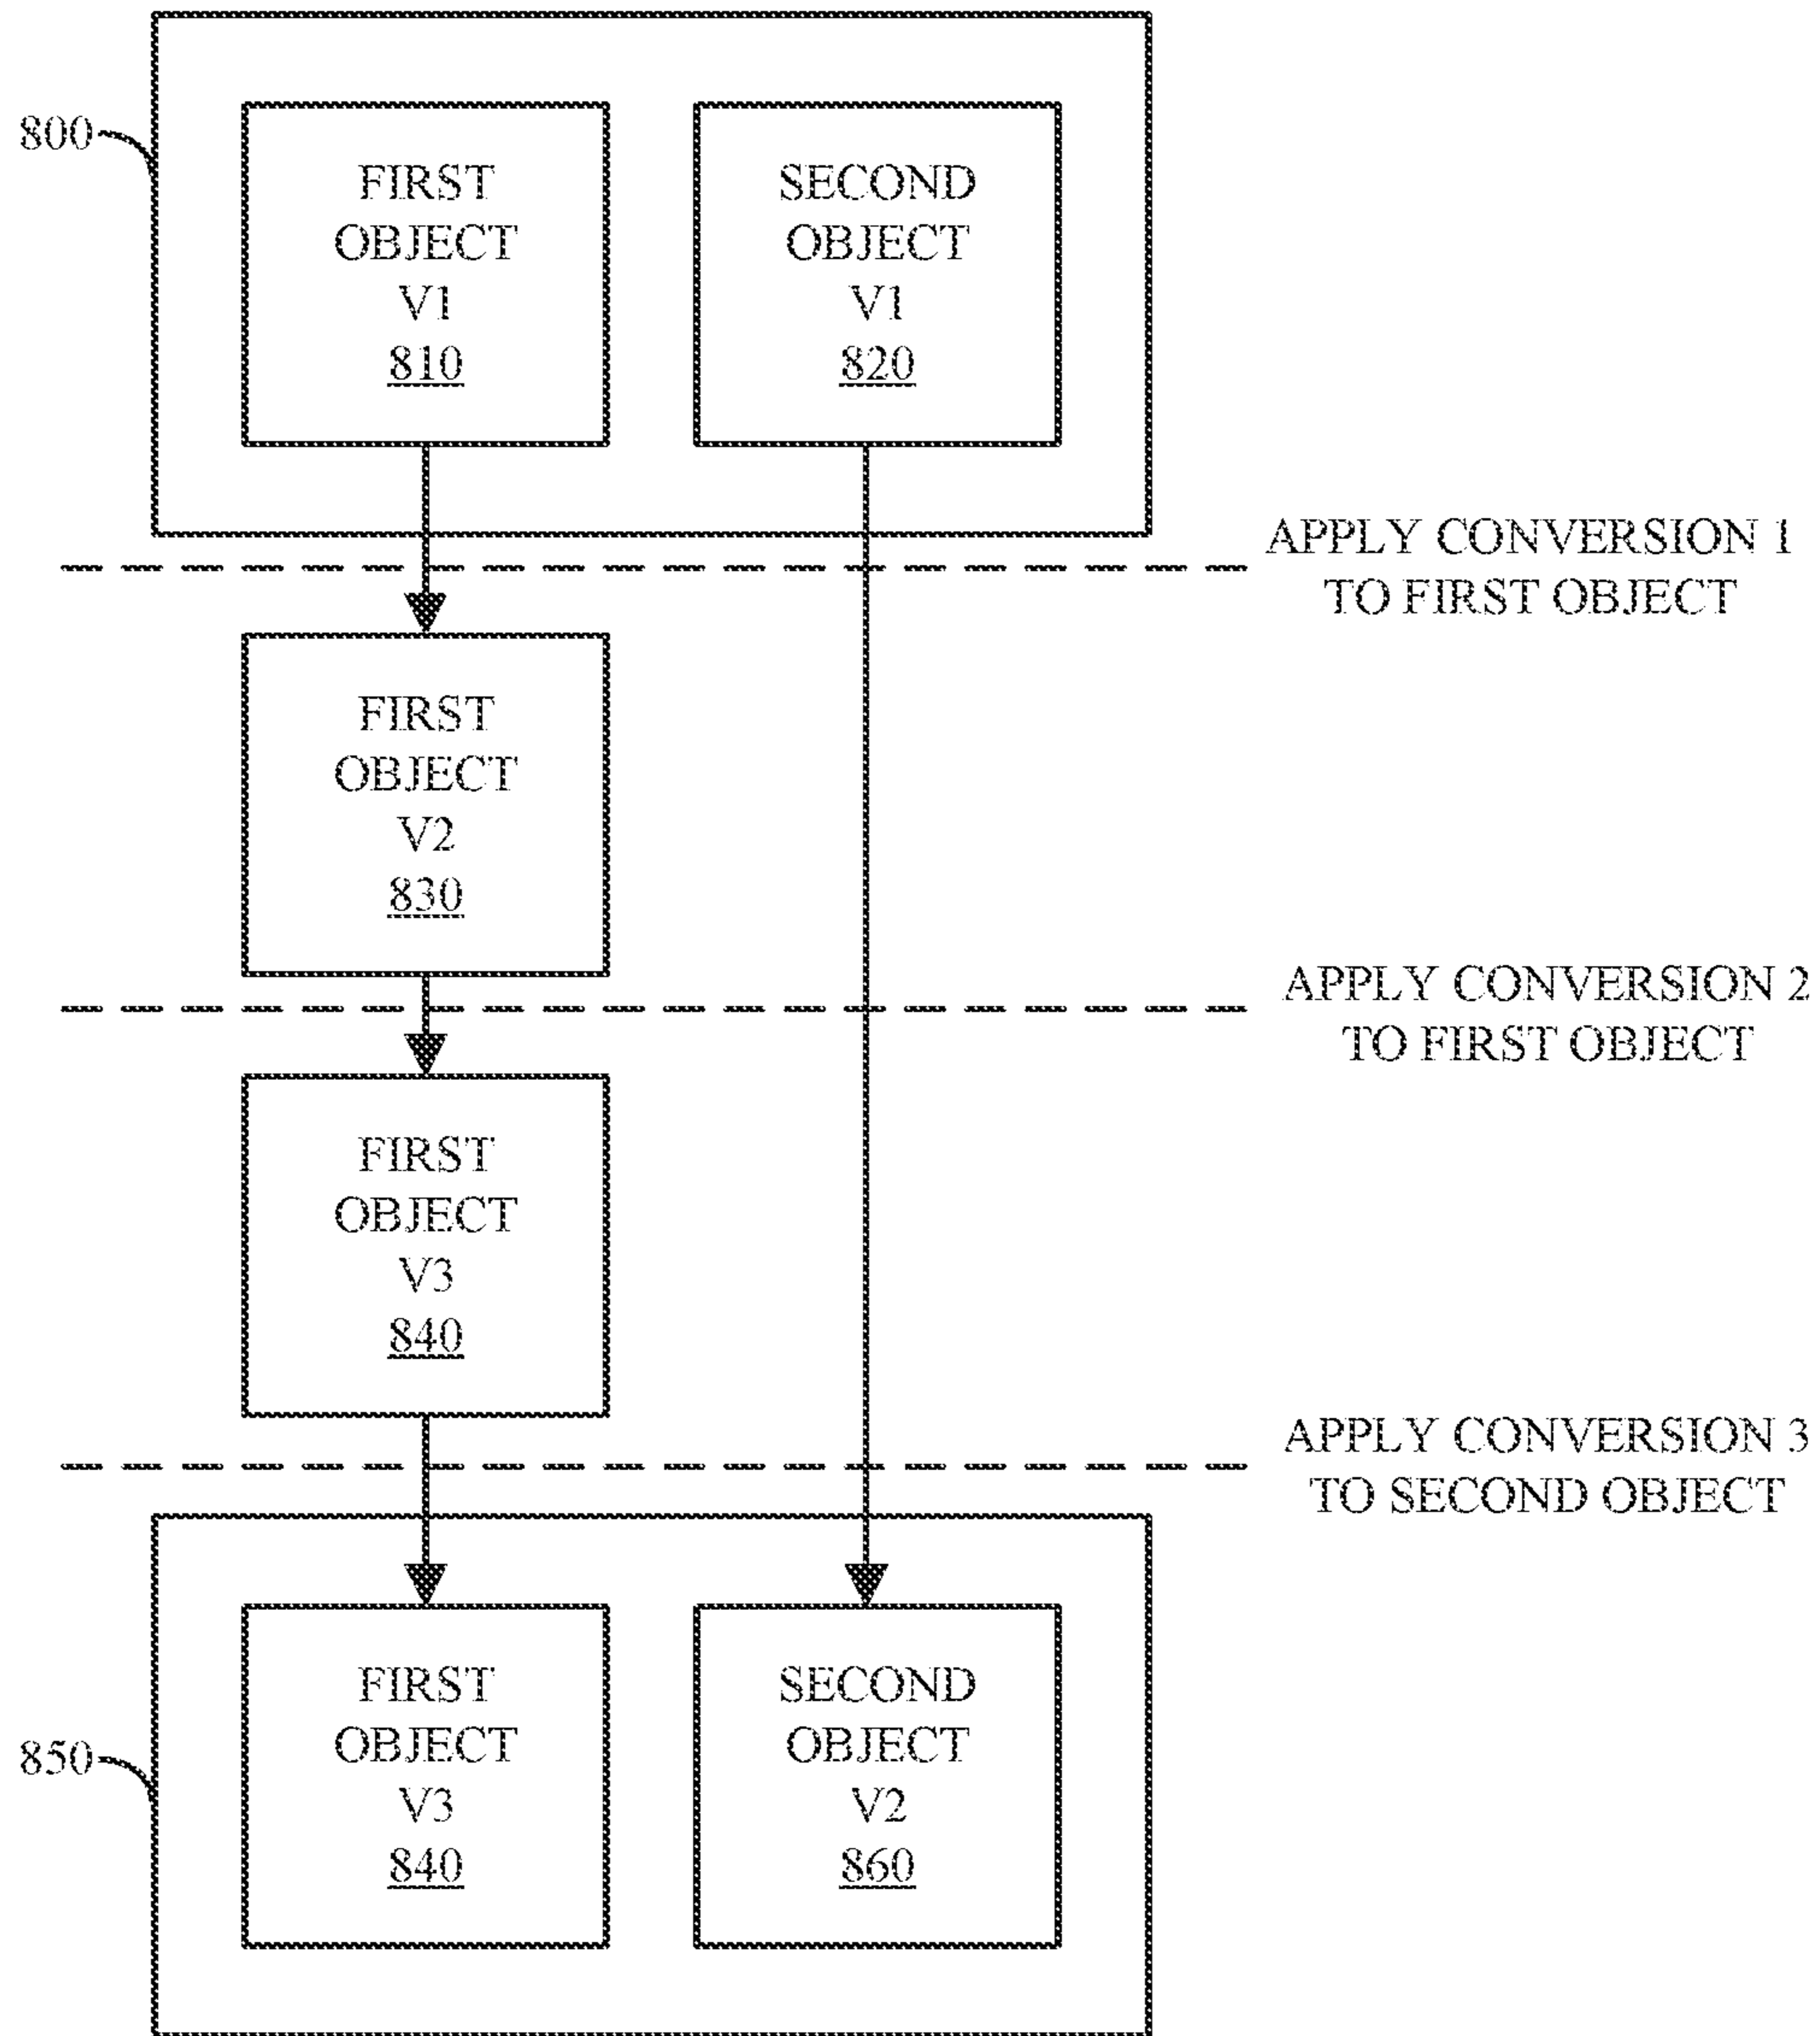 800
FIRST
OBJECT
V1
810
SECOND
OBJECT
V1
820
APPLY CONVERSION 1
TO FIRST OBJECT
FIRST
OBJECT
V2
830
APPLY CONVERSION 2
TO FIRST OBJECT
FIRST
OBJECT
V3
840
APPLY CONVERSION 3
TO SECOND OBJECT
850
FIRST
OBJECT
V3
840
SECOND
OBJECT
V2
860